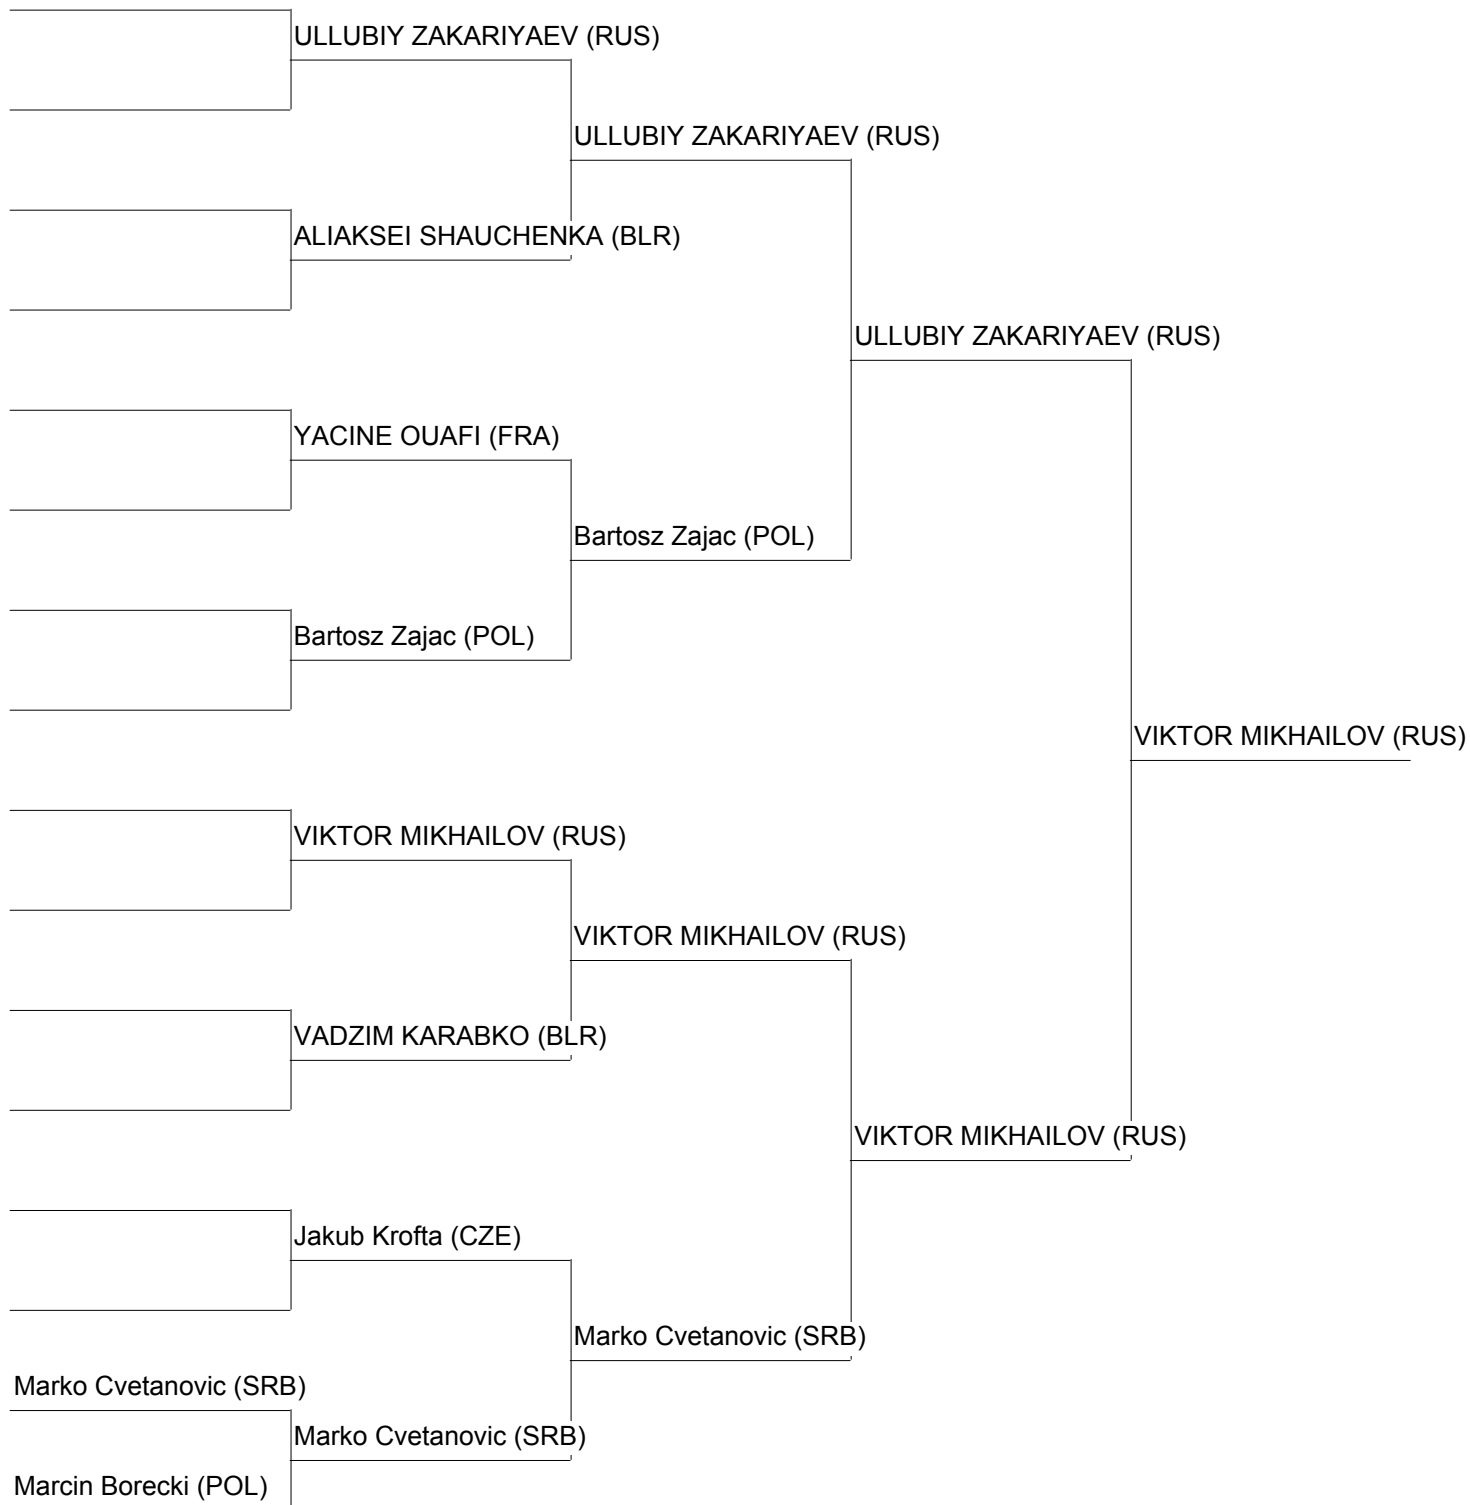 ULLUBIY ZAKARIYAEV (RUS)
ULLUBIY ZAKARIYAEV (RUS)
ALIAKSEI SHAUCHENKA (BLR)
ULLUBIY ZAKARIYAEV (RUS)
YACINE OUAFI (FRA)
Bartosz Zajac (POL)
Bartosz Zajac (POL)
VIKTOR MIKHAILOV (RUS)
VIKTOR MIKHAILOV (RUS)
VIKTOR MIKHAILOV (RUS)
VADZIM KARABKO (BLR)
VIKTOR MIKHAILOV (RUS)
Jakub Krofta (CZE)
Marko Cvetanovic (SRB)
Marko Cvetanovic (SRB)
Marko Cvetanovic (SRB)
Marcin Borecki (POL)